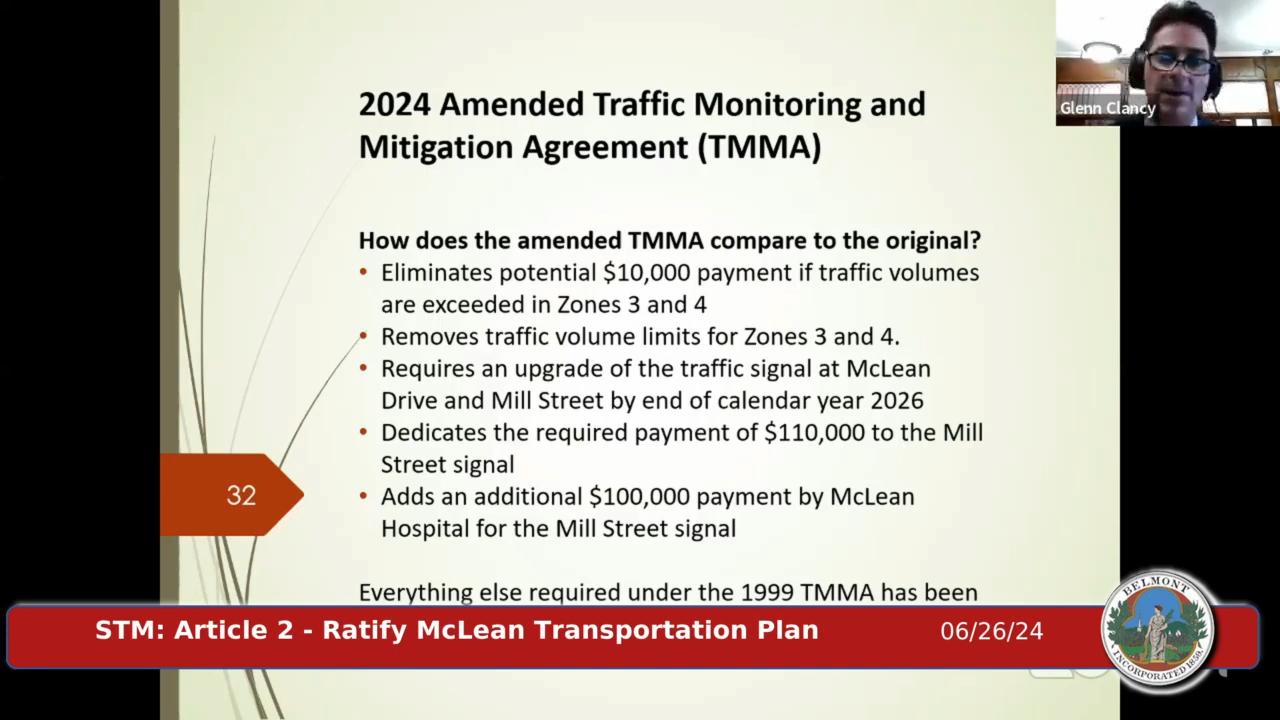 Glenn Clancy
2024 Amended Traffic Monitoring and
Mitigation Agreement (TMMA)
How does the amended TMMA compare to the original?
• Eliminates potential $10,000 payment if traffic volumes
are exceeded in Zones 3 and 4
• Removes traffic volume limits for Zones 3 and 4.
• Requires an upgrade of the traffic signal at McLean
Drive and Mill Street by end of calendar year 2026
• Dedicates the required payment of $110,000 to the Mill
Street signal
32
• Adds an additional $100,000 payment by McLean
Hospital for the Mill Street signal
Everything else required under the 1999 TMMA has been
STM: Article 2 - Ratify McLean Transportation Plan
06/26/24
BELMONT
INCORPORATED 1859.